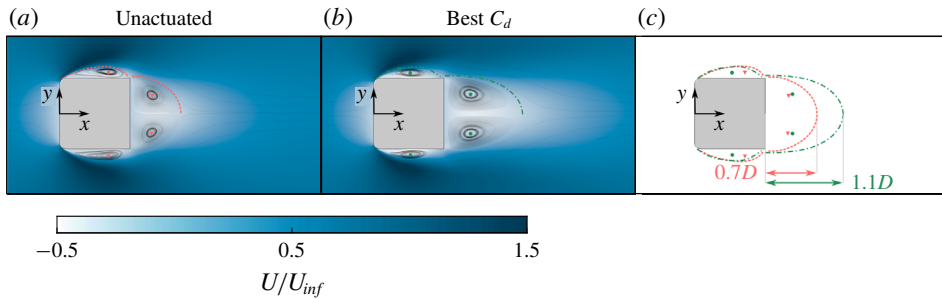 (a) Unactuated (b) Best C_d (c)
y x y x y x
0.7D
1.1D
−0.5 0.5 1.5
U/U_inf